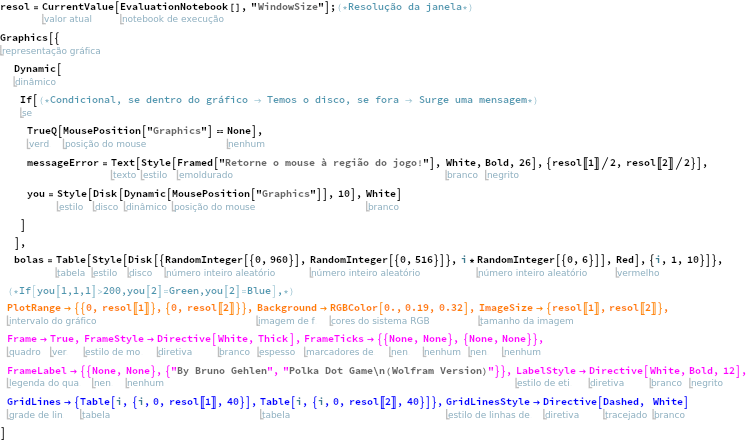 resol = CurrentValue[EvaluationNotebook[], "WindowSize"];(*Resolução da janela*)
valor atual notebook de execução
Graphics[{
representação gráfica
Dynamic[
dinâmico
If[(*Condicional, se dentro do gráfico → Temos o disco, se fora → Surge uma mensagem*)
se
TrueQ[MousePosition["Graphics"] == None],
verd posição do mouse nenhum
messageError = Text[Style[Framed["Retorne o mouse à região do jogo!"], White, Bold, 26], {resol〚1〛/2, resol〚2〛/2}],
texto estilo emoldurado branco negrito
you = Style[Disk[Dynamic[MousePosition["Graphics"]], 10], White]
estilo disco dinâmico posição do mouse branco
]
],
bolas = Table[Style[Disk[{RandomInteger[{0, 960}], RandomInteger[{0, 516}]}, i*RandomInteger[{0, 6}]], Red], {i, 1, 10}]},
tabela estilo disco número inteiro aleatório número inteiro aleatório número inteiro aleatório vermelho
(*If[you[1,1,1]>200,you[2]=Green,you[2]=Blue],*)
PlotRange → {{0, resol〚1〛}, {0, resol〚2〛}}, Background → RGBColor[0., 0.19, 0.32], ImageSize → {resol〚1〛, resol〚2〛},
intervalo do gráfico imagem de f cores do sistema RGB tamanho da imagem
Frame → True, FrameStyle → Directive[White, Thick], FrameTicks → {{None, None}, {None, None}},
quadro ver estilo de mo diretiva branco espesso marcadores de nen nenhum nen nenhum
FrameLabel → {{None, None}, {"By Bruno Gehlen", "Polka Dot Game\n(Wolfram Version)"}}, LabelStyle → Directive[White, Bold, 12],
legenda do qua nen nenhum estilo de eti diretiva branco negrito
GridLines → {Table[i, {i, 0, resol〚1〛, 40}], Table[i, {i, 0, resol〚2〛, 40}]}, GridLinesStyle → Directive[Dashed, White]
grade de lin tabela tabela estilo de linhas de diretiva tracejado branco
]